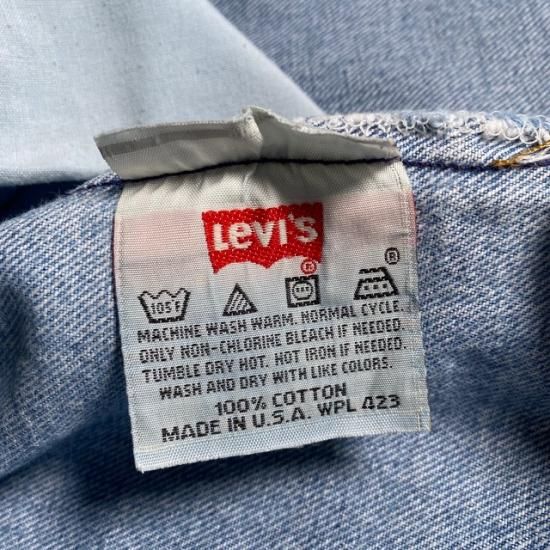 Levi's
®
®
105F
MACHINE WASH WARM. NORMAL CYCLE.
ONLY NON-CHLORINE BLEACH IF NEEDED.
TUMBLE DRY HOT. HOT IRON IF NEEDED.
WASH AND DRY WITH LIKE COLORS.
100% COTTON
MADE IN U.S.A. WPL 423